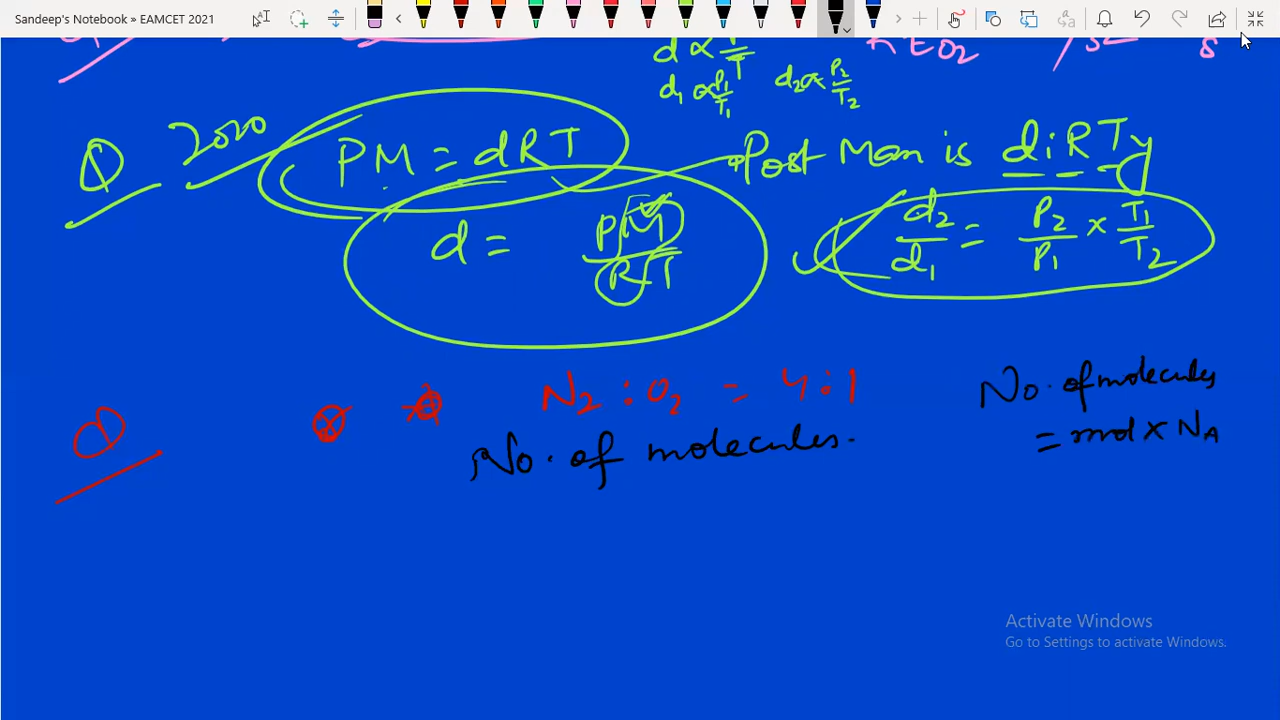 Sandeep's Notebook » EAMCET 2021
d ∝ P/T
d₁ ∝ P₁/T₁ d₂ ∝ P₂/T₂
Q 2020 PM = dRT Post Man is diRTy
d = PM/RT d₂/d₁ = P₂/P₁ × T₁/T₂
Q N₂ : O₂ = 4 : 1 No. of molecules
No. of molecules. = mol × N_A
Activate Windows
Go to Settings to activate Windows.